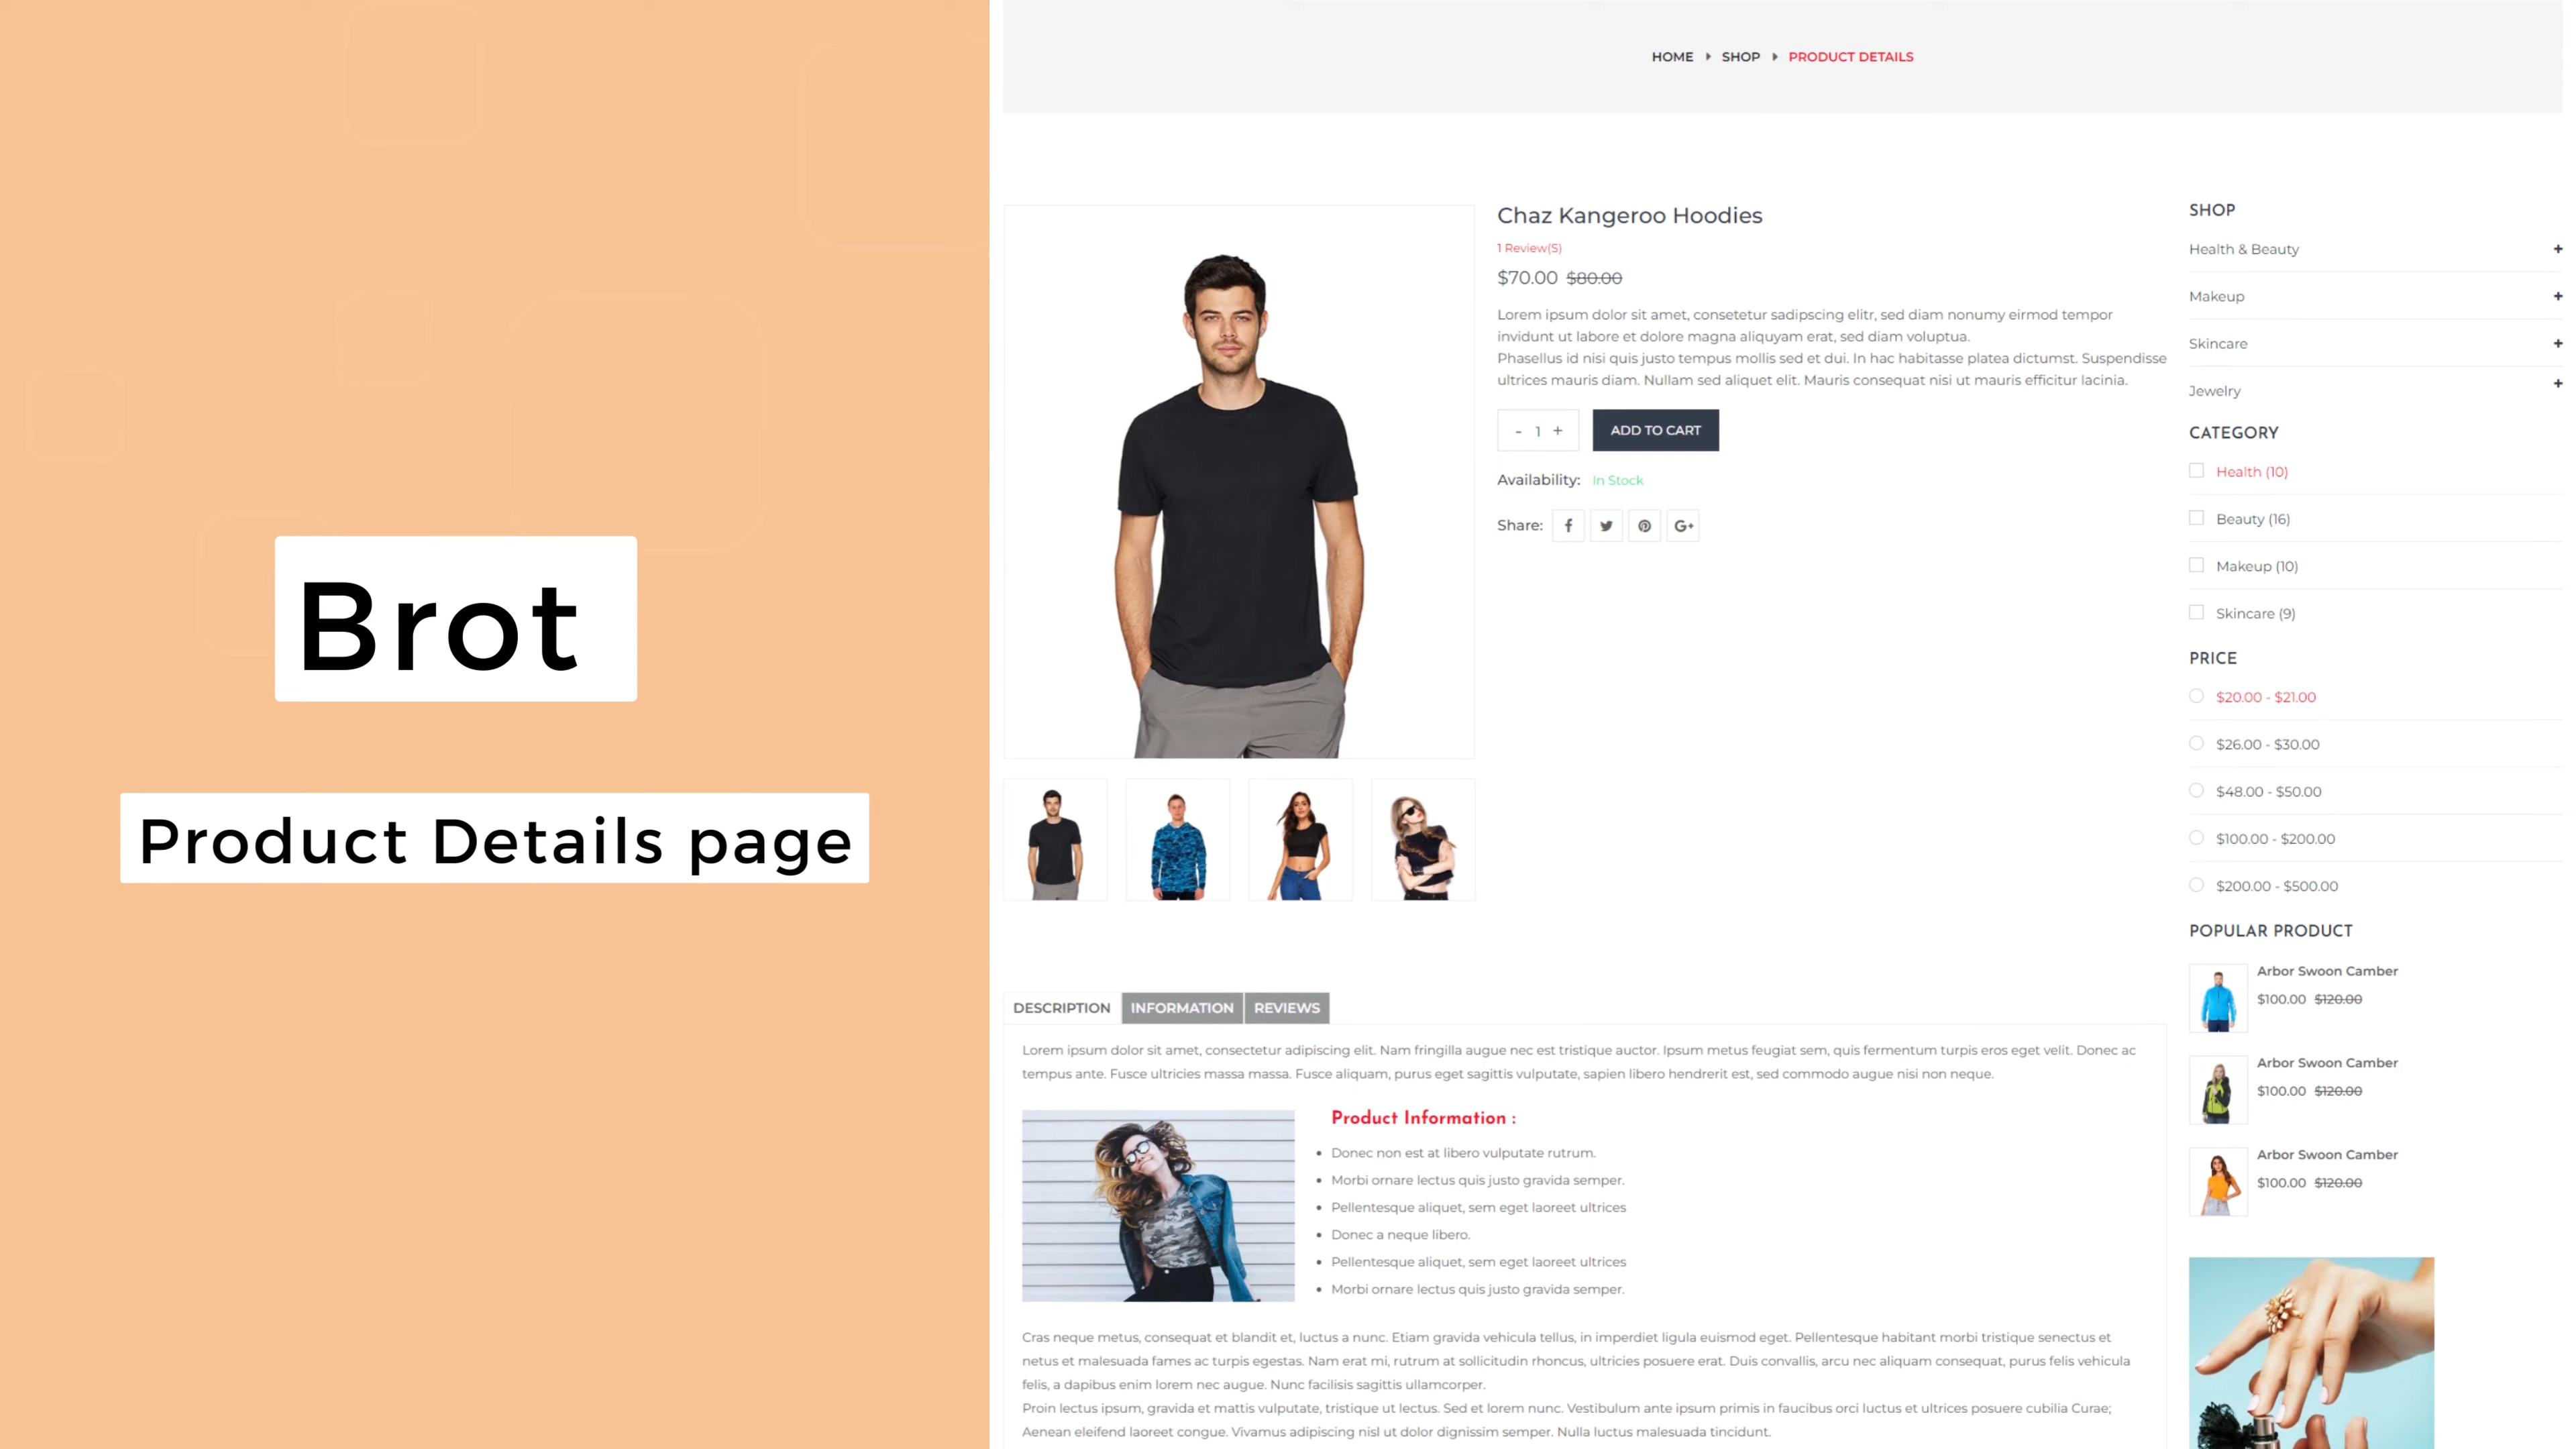 Brot
Product Details page
HOME SHOP PRODUCT DETAILS
Chaz Kangeroo Hoodies
1 Review(S)
$70.00 $80.00
Lorem ipsum dolor sit amet, consetetur sadipscing elitr, sed diam nonumy eirmod tempor
invidunt ut labore et dolore magna aliquyam erat, sed diam voluptua.
Phasellus id nisi quis justo tempus mollis sed et dui. In hac habitasse platea dictumst. Suspendisse
ultrices mauris diam. Nullam sed aliquet elit. Mauris consequat nisi ut mauris efficitur lacinia.
- 1 + ADD TO CART
Availability: In Stock
Share: f G+
DESCRIPTION INFORMATION REVIEWS
Lorem ipsum dolor sit amet, consectetur adipiscing elit. Nam fringilla augue nec est tristique auctor. Ipsum metus feugiat sem, quis fermentum turpis eros eget velit. Donec ac
tempus ante. Fusce ultricies massa massa. Fusce aliquam, purus eget sagittis vulputate, sapien libero hendrerit est, sed commodo augue nisi non neque.
Product Information :
• Donec non est at libero vulputate rutrum.
• Morbi ornare lectus quis justo gravida semper.
• Pellentesque aliquet, sem eget laoreet ultrices
• Donec a neque libero.
• Pellentesque aliquet, sem eget laoreet ultrices
• Morbi ornare lectus quis justo gravida semper.
Cras neque metus, consequat et blandit et, luctus a nunc. Etiam gravida vehicula tellus, in imperdiet ligula euismod eget. Pellentesque habitant morbi tristique senectus et
netus et malesuada fames ac turpis egestas. Nam erat mi, rutrum at sollicitudin rhoncus, ultricies posuere erat. Duis convallis, arcu nec aliquam consequat, purus felis vehicula
felis, a dapibus enim lorem nec augue. Nunc facilisis sagittis ullamcorper.
Proin lectus ipsum, gravida et mattis vulputate, tristique ut lectus. Sed et lorem nunc. Vestibulum ante ipsum primis in faucibus orci luctus et ultrices posuere cubilia Curae;
Aenean eleifend laoreet congue. Vivamus adipiscing nisl ut dolor dignissim semper. Nulla luctus malesuada tincidunt.
SHOP
Health & Beauty +
Makeup +
Skincare +
Jewelry +
CATEGORY
Health (10)
Beauty (16)
Makeup (10)
Skincare (9)
PRICE
$20.00 - $21.00
$26.00 - $30.00
$48.00 - $50.00
$100.00 - $200.00
$200.00 - $500.00
POPULAR PRODUCT
Arbor Swoon Camber
$100.00 $120.00
Arbor Swoon Camber
$100.00 $120.00
Arbor Swoon Camber
$100.00 $120.00